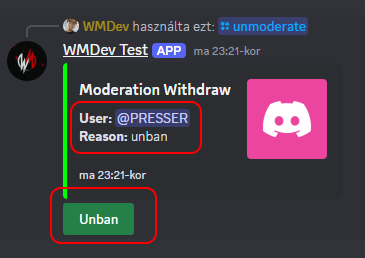 WMDev használta ezt: unmoderate
WMDev Test APP ma 23:21-kor
Moderation Withdraw
User: @PRESSER
Reason: unban
ma 23:21-kor
Unban